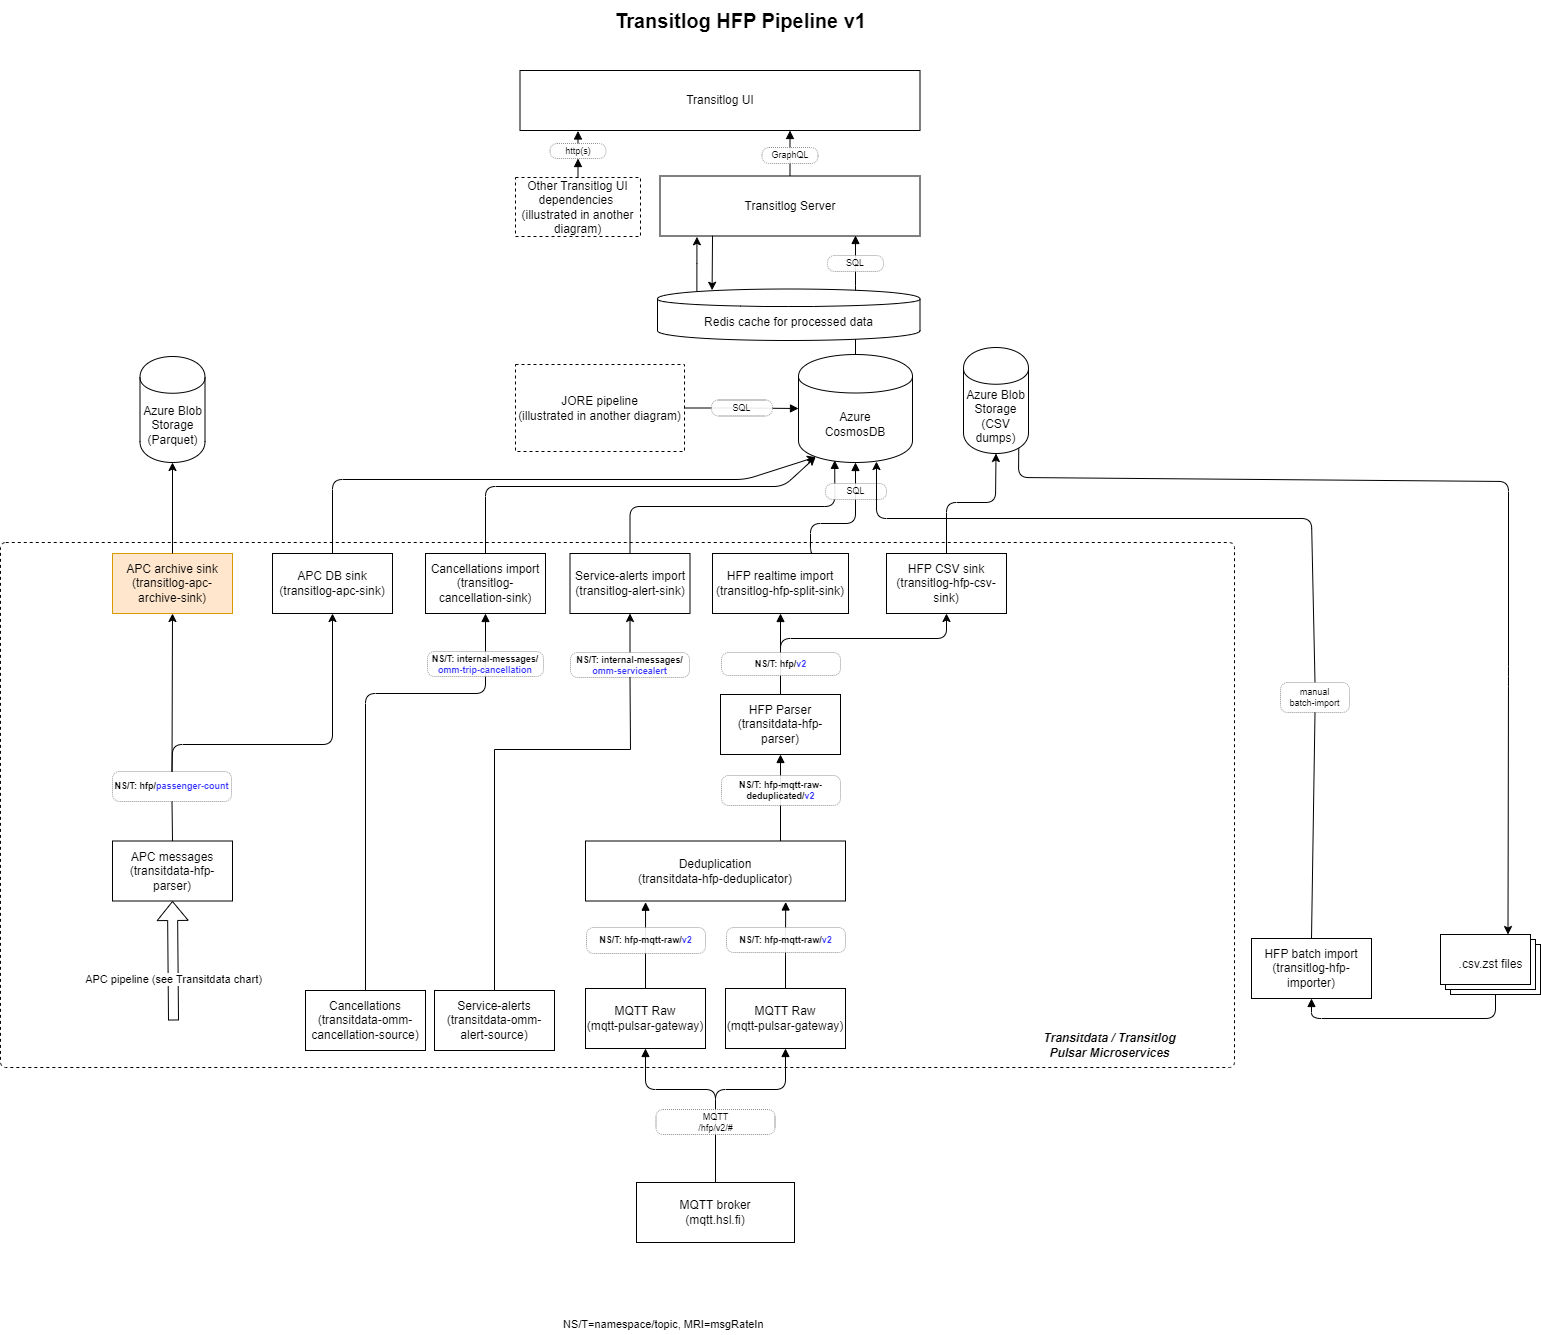 Transitlog HFP Pipeline v1
Transitlog UI
http(s)
GraphQL
Other Transitlog UI
dependencies
(illustrated in another
diagram)
Transitlog Server
SQL
Redis cache for processed data
Azure Blob
Storage
(Parquet)
JORE pipeline
(illustrated in another diagram)
SQL
Azure
CosmosDB
Azure Blob
Storage
(CSV
dumps)
SQL
APC archive sink
(transitlog-apc-
archive-sink)
APC DB sink
(transitlog-apc-sink)
Cancellations import
(transitlog-
cancellation-sink)
Service-alerts import
(transitlog-alert-sink)
HFP realtime import
(transitlog-hfp-split-sink)
HFP CSV sink
(transitlog-hfp-csv-
sink)
NS/T: internal-messages/
omm-trip-cancellation
NS/T: internal-messages/
omm-servicealert
NS/T: hfp/v2
manual
batch-import
HFP Parser
(transitdata-hfp-
parser)
NS/T: hfp/passenger-count
NS/T: hfp-mqtt-raw-
deduplicated/v2
APC messages
(transitdata-hfp-
parser)
Deduplication
(transitdata-hfp-deduplicator)
NS/T: hfp-mqtt-raw/v2
NS/T: hfp-mqtt-raw/v2
APC pipeline (see Transitdata chart)
HFP batch import
(transitlog-hfp-
importer)
.csv.zst files
Cancellations
(transitdata-omm-
cancellation-source)
Service-alerts
(transitdata-omm-
alert-source)
MQTT Raw
(mqtt-pulsar-gateway)
MQTT Raw
(mqtt-pulsar-gateway)
Transitdata / Transitlog
Pulsar Microservices
MQTT
/hfp/v2/#
MQTT broker
(mqtt.hsl.fi)
NS/T=namespace/topic, MRI=msgRateIn